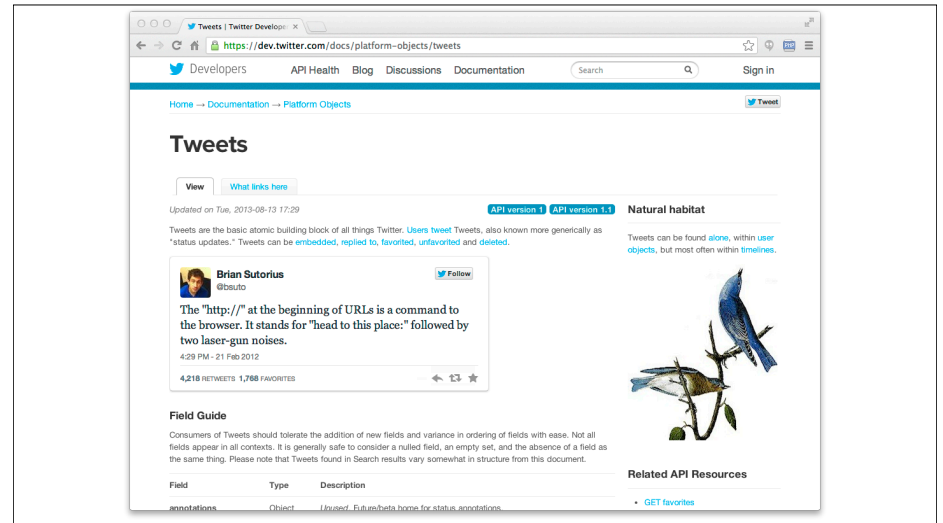 Tweets | Twitter Develope
https://dev.twitter.com/docs/platform-objects/tweets
PHP
Developers API Health Blog Discussions Documentation Search Sign in
Home → Documentation → Platform Objects
Tweet
Tweets
View What links here
Updated on Tue, 2013-08-13 17:29
API version 1 API version 1.1
Tweets are the basic atomic building block of all things Twitter. Users tweet Tweets, also known more generically as
"status updates." Tweets can be embedded, replied to, favorited, unfavorited and deleted.
Brian Sutorius
@bsuto
Follow
The "http://" at the beginning of URLs is a command to
the browser. It stands for "head to this place:" followed by
two laser-gun noises.
4:29 PM - 21 Feb 2012
4,218 RETWEETS 1,768 FAVORITES
Field Guide
Consumers of Tweets should tolerate the addition of new fields and variance in ordering of fields with ease. Not all
fields appear in all contexts. It is generally safe to consider a nulled field, an empty set, and the absence of a field as
the same thing. Please note that Tweets found in Search results vary somewhat in structure from this document.
Field Type Description
annotations Object Unused. Future/beta home for status annotations.
Natural habitat
Tweets can be found alone, within user
objects, but most often within timelines.
Related API Resources
• GET favorites